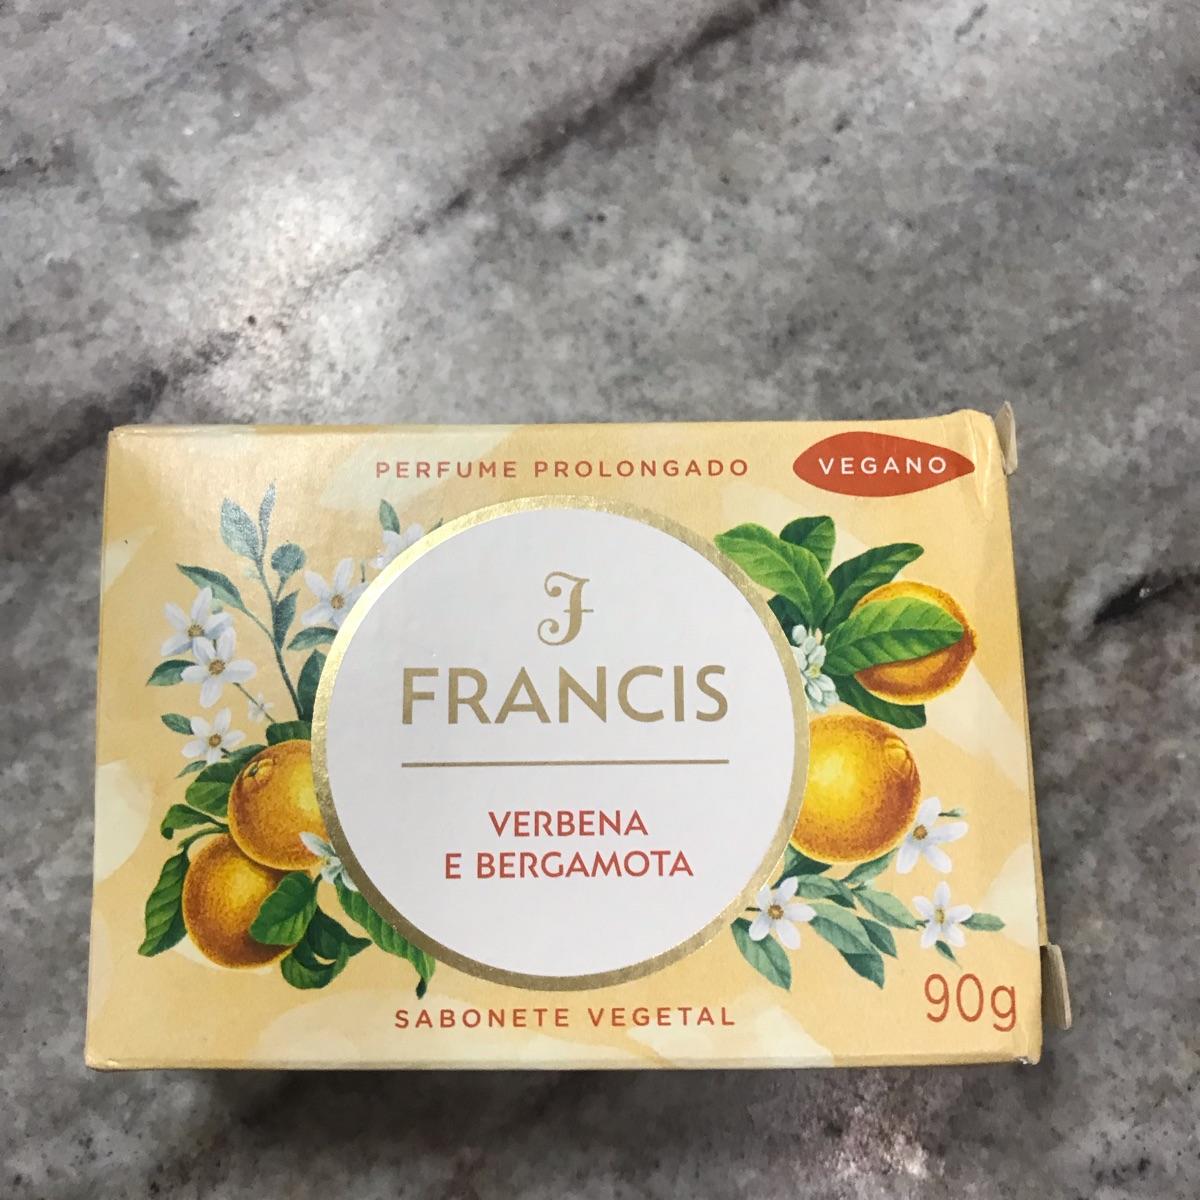 PERFUME PROLONGADO
VEGANO
F
FRANCIS
VERBENA
E BERGAMOTA
SABONETE VEGETAL
90g